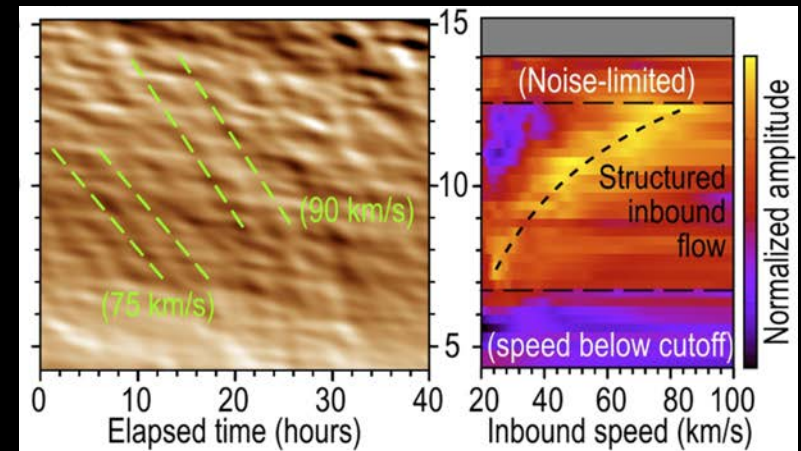 15
(Noise-limited)
10
(90 km/s)
Structured
inbound
flow
(75 km/s)
5
(speed below cutoff)
0 10 20 30 40
20 40 60 80 100
Elapsed time (hours)
Inbound speed (km/s)
Normalized amplitude